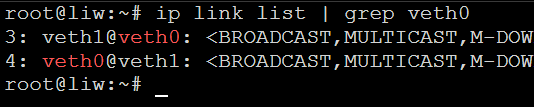 root@liw:~# ip link list | grep veth0
3: veth1@veth0: <BROADCAST,MULTICAST,M-DOW
4: veth0@veth1: <BROADCAST,MULTICAST,M-DOW
root@liw:~# _